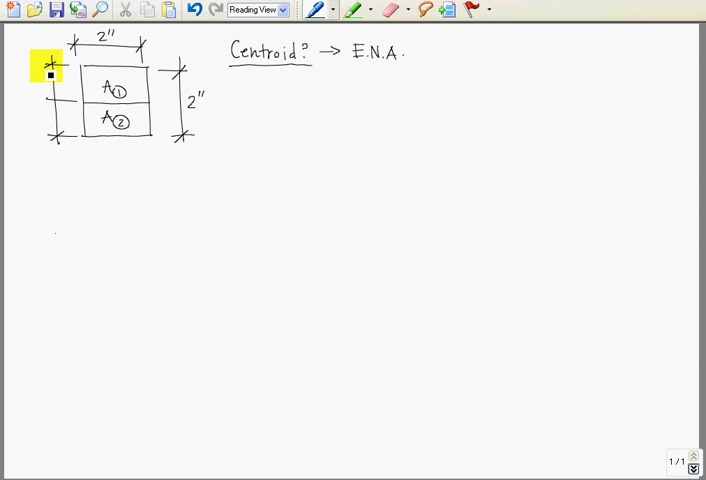 Reading View
2" Centroid? → E.N.A.
A① 2"
A②
1 / 1